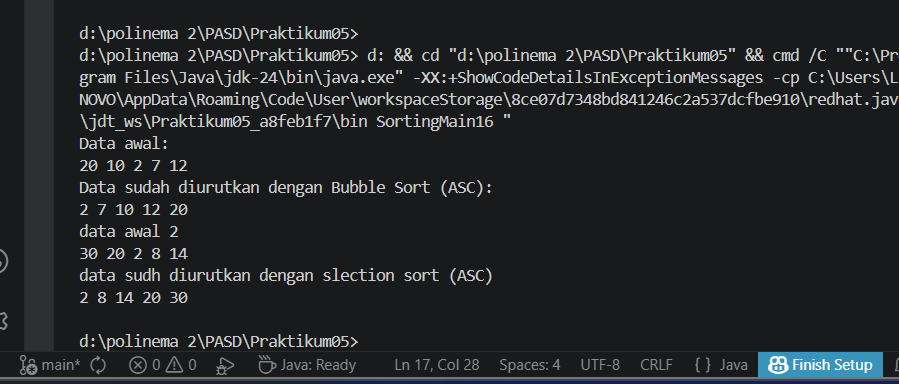 d:\polinema 2\PASD\Praktikum05>
d:\polinema 2\PASD\Praktikum05> d: && cd "d:\polinema 2\PASD\Praktikum05" && cmd /C ""C:\Pr
gram Files\Java\jdk-24\bin\java.exe" -XX:+ShowCodeDetailsInExceptionMessages -cp C:\Users\L
NOVO\AppData\Roaming\Code\User\workspaceStorage\8ce07d7348bd841246c2a537dcfbe910\redhat.jav
\jdt_ws\Praktikum05_a8feb1f7\bin SortingMain16 "
Data awal:
20 10 2 7 12
Data sudah diurutkan dengan Bubble Sort (ASC):
2 7 10 12 20
data awal 2
30 20 2 8 14
data sudh diurutkan dengan slection sort (ASC)
2 8 14 20 30
d:\polinema 2\PASD\Praktikum05>
main* 0 0 Java: Ready Ln 17, Col 28 Spaces: 4 UTF-8 CRLF { } Java Finish Setup